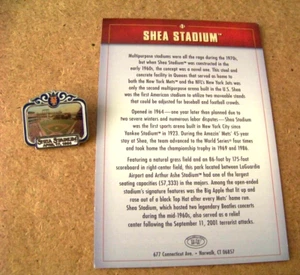 SHEA STADIUM™
Multipurpose stadiums were all the rage during the 1970s,
but when Shea Stadium™ was constructed in the
early 1960s, the concept was a novel one. This steel and
concrete facility in Queens that served as home to
both the New York Mets™ and the NFL's New York Jets was
only the second multipurpose arena built in the U.S. Shea
was the first American stadium to utilize two movable stands
that could be adjusted for baseball and football crowds.
Opened in 1964—one year later than planned due to
two severe winters and numerous labor disputes—Shea Stadium
was the first sports arena built in New York City since
Yankee Stadium™ in 1923. During the Amazin' Mets' 45-year
stay at Shea, the team advanced to the World Series® four times
and took home the championship trophy in 1969 and 1986.
Featuring a natural grass field and an 86 foot by 175-foot
scoreboard in right-center field, this park located between LaGuardia
Airport and Arthur Ashe Stadium™ had one of the largest
seating capacities (57,333) in the majors. Among the open-ended
stadium's signature features was the Big Apple that lit up and
rose out of a black Top Hat after every Mets' home run.
Shea Stadium, which hosted two legendary Beatles concerts
during the mid-1960s, also served as a relief
center following the September 11, 2001 terrorist attacks.
677 Connecticut Ave. • Norwalk, CT 06857
SHEA STADIUM